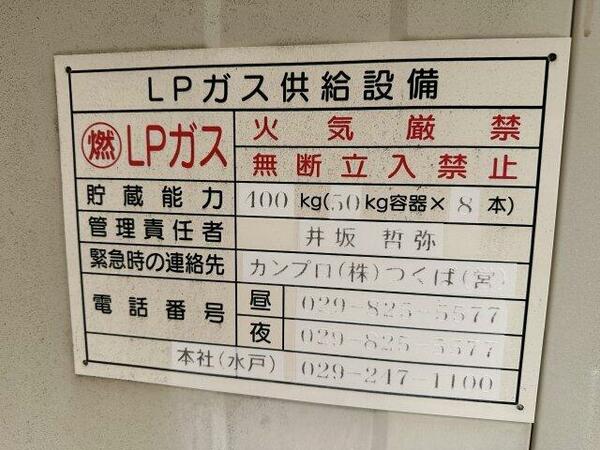 LPガス供給設備
燃 LPガス
火気厳禁
無断立入禁止
貯蔵能力 400 kg(50kg容器×8本)
管理責任者 井坂 哲弥
緊急時の連絡先 カンプロ(株)つくば(営)
電話番号
昼 029-825-5577
夜 029-825-5577
本社(水戸) 029-247-1100